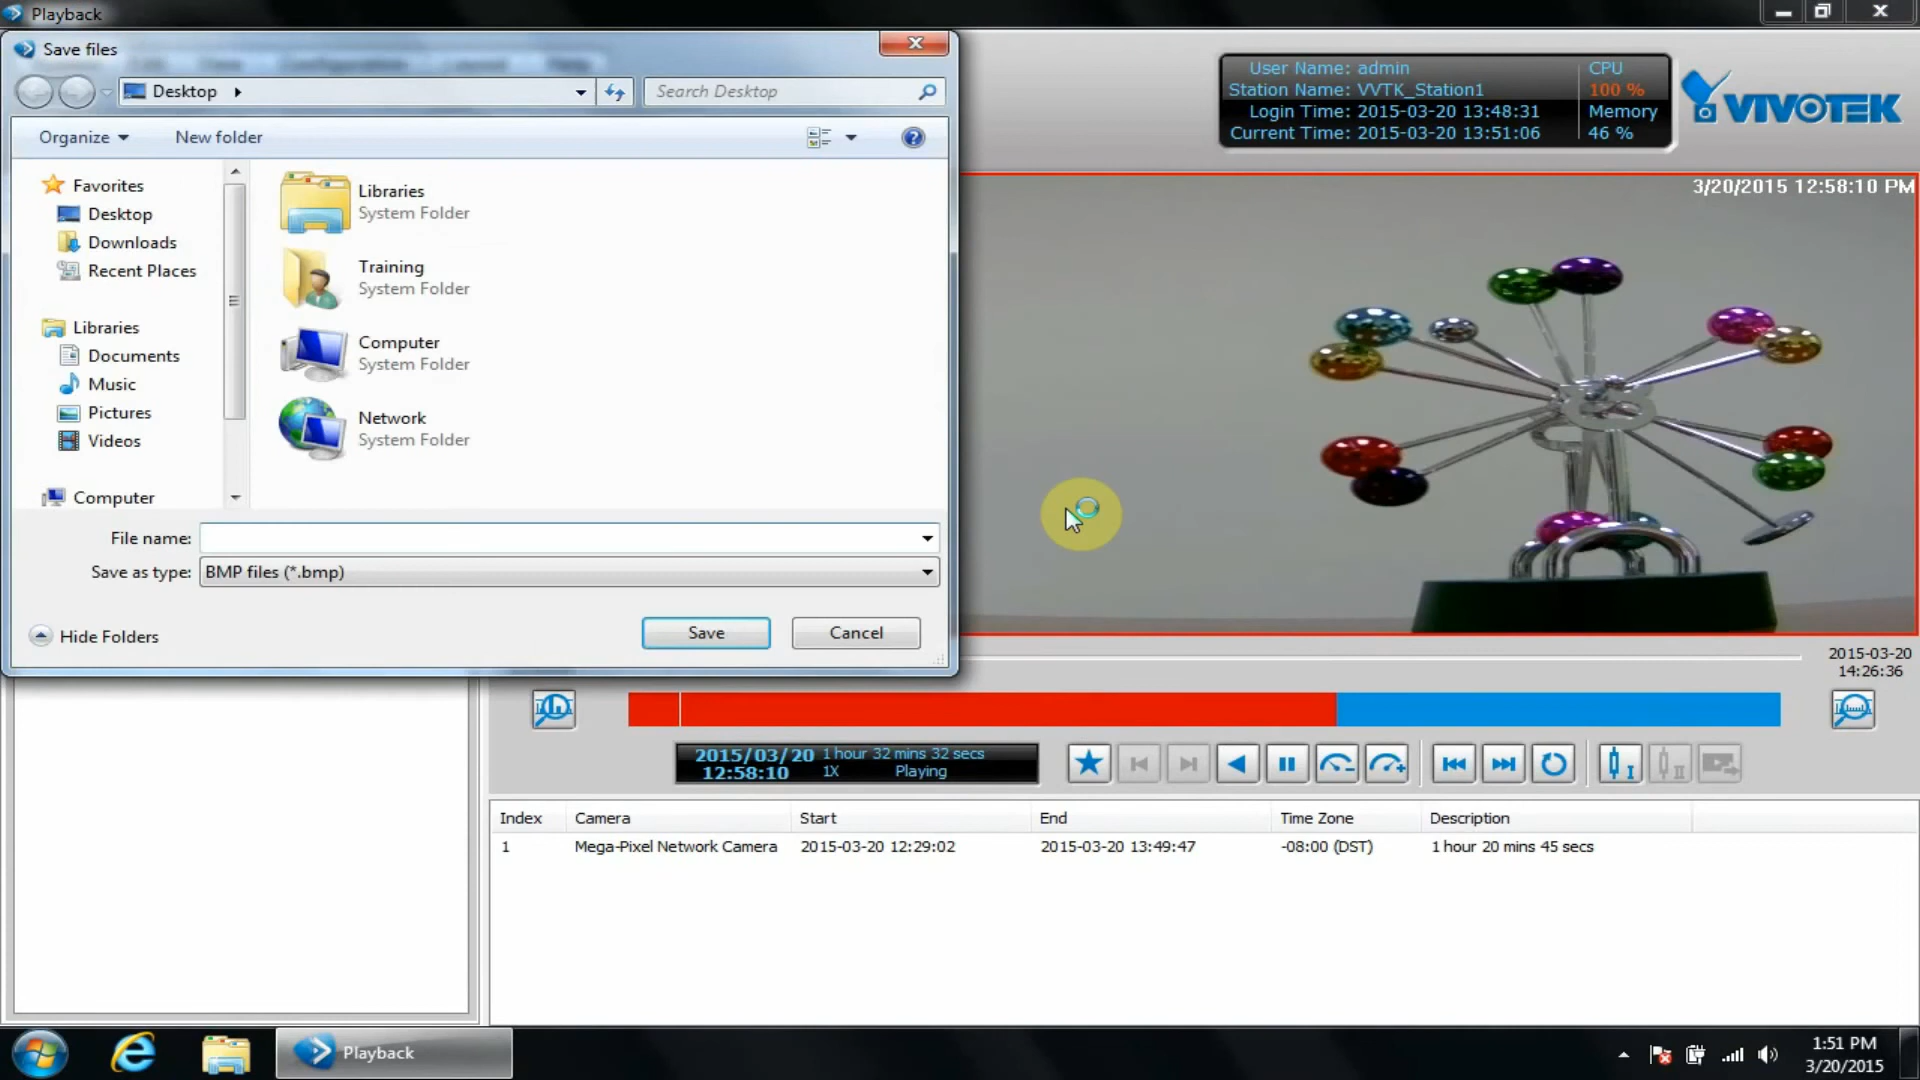 Playback
Save files
Desktop
Search Desktop
Organize
New folder
Favorites
Desktop
Downloads
Recent Places
Libraries
Documents
Music
Pictures
Videos
Computer
Libraries
System Folder
Training
System Folder
Computer
System Folder
Network
System Folder
File name:
Save as type: BMP files (*.bmp)
Hide Folders
Save
Cancel
User Name: admin
Station Name: VVTK_Station1
Login Time: 2015-03-20 13:48:31
Current Time: 2015-03-20 13:51:06
CPU
100 %
Memory
46 %
VIVOTEK
3/20/2015 12:58:10 PM
2015-03-20
14:26:36
2015/03/20 1 hour 32 mins 32 secs
12:58:10 1X Playing
I
II
Index Camera Start End Time Zone Description
1 Mega-Pixel Network Camera 2015-03-20 12:29:02 2015-03-20 13:49:47 -08:00 (DST) 1 hour 20 mins 45 secs
Playback
1:51 PM
3/20/2015